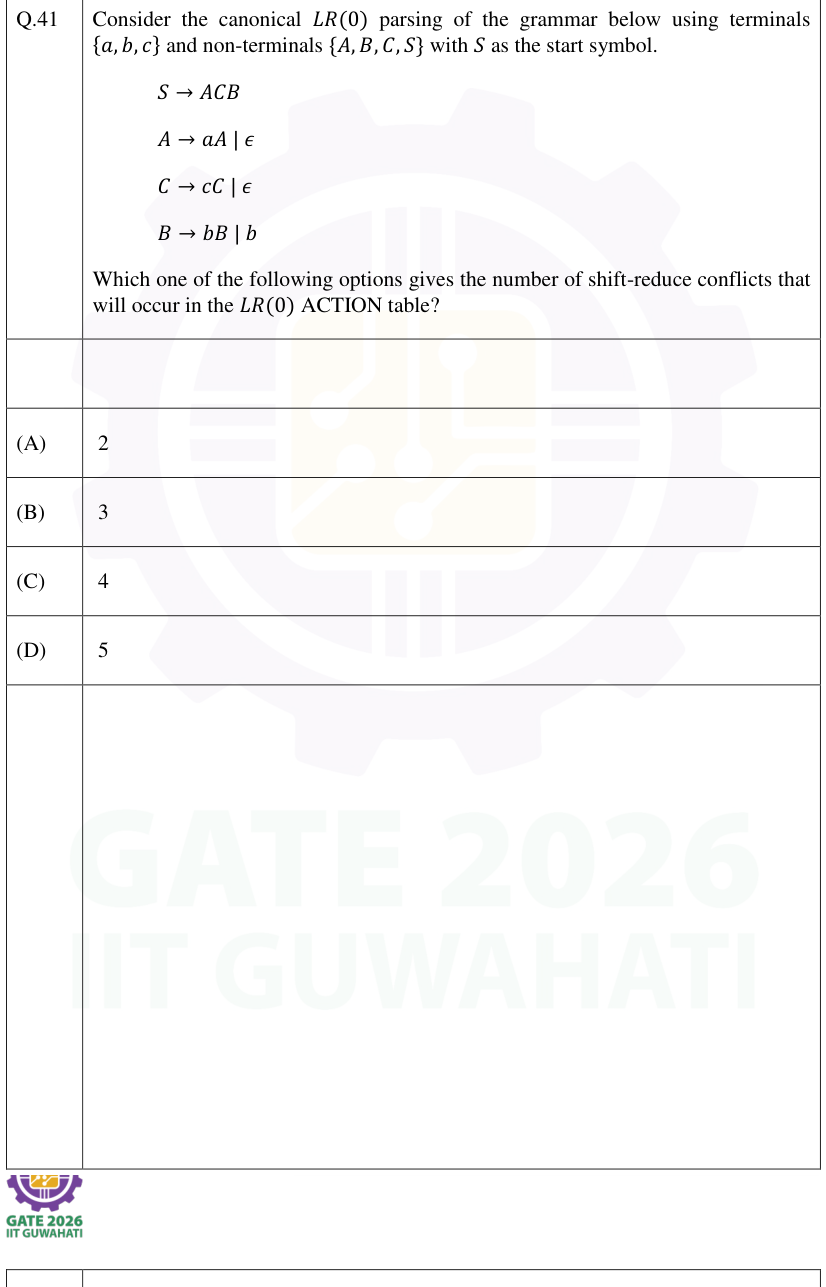 Q.41 Consider the canonical LR(0) parsing of the grammar below using terminals
{a, b, c} and non-terminals {A, B, C, S} with S as the start symbol.
S → ACB
A → aA | ϵ
C → cC | ϵ
B → bB | b
Which one of the following options gives the number of shift-reduce conflicts that
will occur in the LR(0) ACTION table?
(A) 2
(B) 3
(C) 4
(D) 5
GATE 2026
IIT GUWAHATI
GATE 2026
IIT GUWAHATI